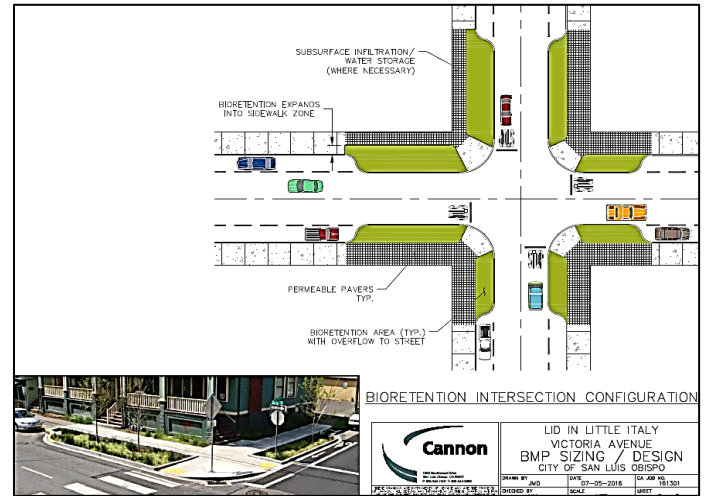 SUBSURFACE INFILTRATION/
WATER STORAGE
(WHERE NECESSARY)
BIORETENTION EXPANDS
INTO SIDEWALK ZONE
PERMEABLE PAVERS
TYP.
BIORETENTION AREA (TYP.)
WITH OVERFLOW TO STREET
BIORETENTION INTERSECTION CONFIGURATION
Cannon
LID IN LITTLE ITALY
VICTORIA AVENUE
BMP SIZING / DESIGN
CITY OF SAN LUIS OBISPO
DRAWN BY
JMD
DATE
07-05-2016
CA JOB NO.
161301
CHECKED BY
SCALE
SHEET